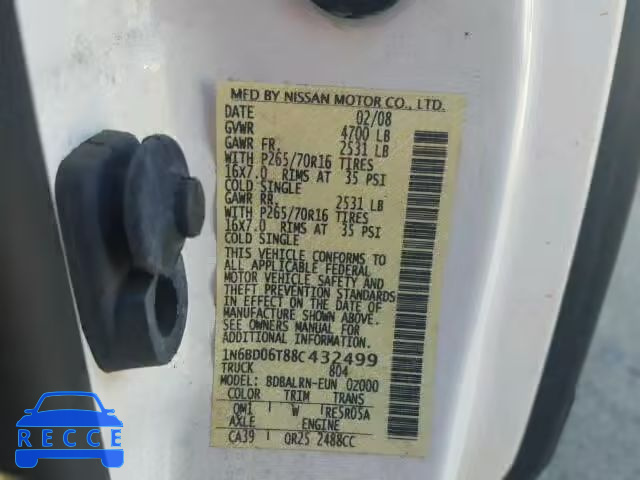 MFD BY NISSAN MOTOR CO., LTD.
DATE 02/08
GVWR 4700 LB
GAWR FR. 2531 LB
WITH P265/70R16 TIRES
16X7.0 RIMS AT 35 PSI
COLD SINGLE
GAWR RR. 2531 LB
WITH P265/70R16 TIRES
16X7.0 RIMS AT 35 PSI
COLD SINGLE
THIS VEHICLE CONFORMS TO
ALL APPLICABLE FEDERAL
MOTOR VEHICLE SAFETY AND
THEFT PREVENTION STANDARDS
IN EFFECT ON THE DATE OF
MANUFACTURE SHOWN ABOVE.
SEE OWNERS MANUAL FOR
ADDITIONAL INFORMATION
1N6BD06T88C432499
TRUCK 804
MODEL: BDBALRN-EUN 02000
COLOR TRIM TRANS
QM1 W RE5R05A
AXLE ENGINE
CA39 QR25 2488CC
RECCE